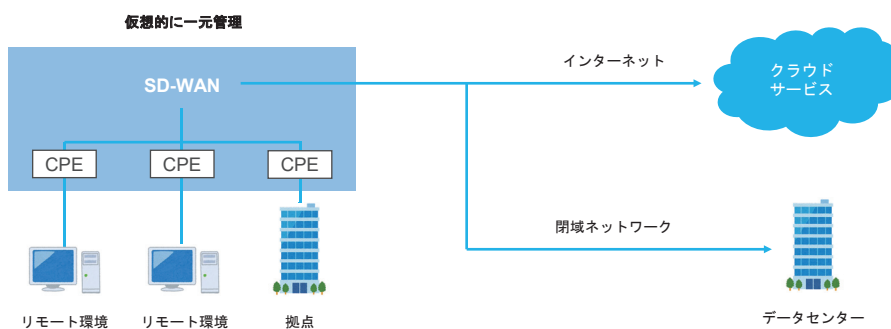 仮想的に一元管理
SD-WAN
インターネット
クラウド
サービス
CPE
CPE
CPE
閉域ネットワーク
リモート環境
リモート環境
拠点
データセンター